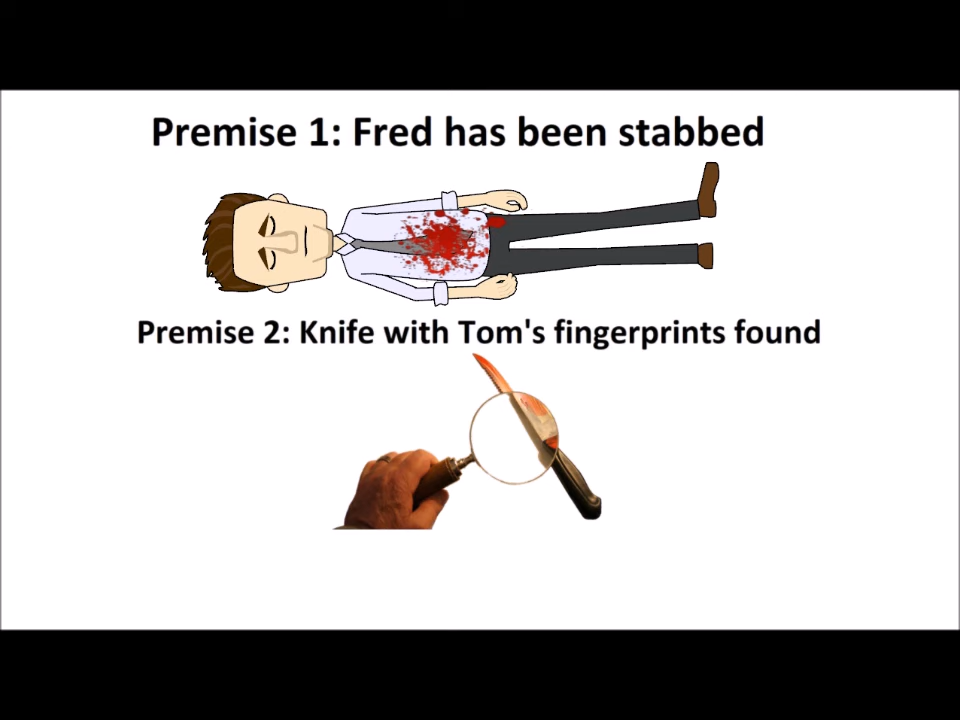 Premise 1: Fred has been stabbed
Premise 2: Knife with Tom's fingerprints found